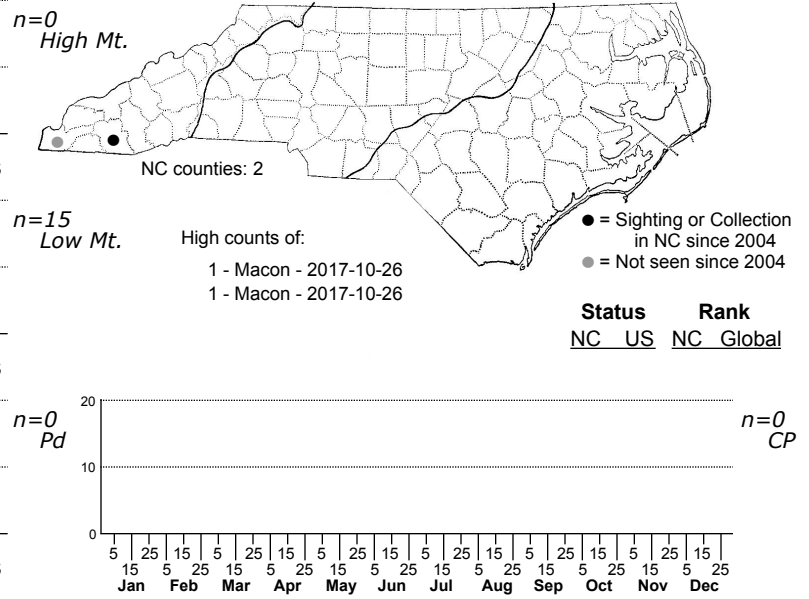 n=0
High Mt.
NC counties: 2
n=15
Low Mt.
High counts of:
1 - Macon - 2017-10-26
1 - Macon - 2017-10-26
= Sighting or Collection
in NC since 2004
= Not seen since 2004
Status Rank
NC US NC Global
n=0
Pd
20
10
0
n=0
CP
5 25 15 5 25 15 5 25 15 5 25 15 5 25 15 5 25 15
15 5 25 15 5 25 15 5 25 15 5 25 15 5 25 15 5 25
Jan Feb Mar Apr May Jun Jul Aug Sep Oct Nov Dec